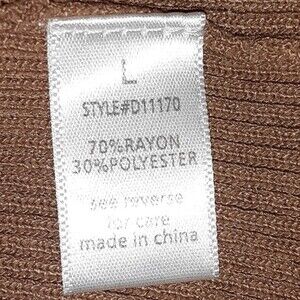 L
STYLE#D11170
70%RAYON
30%POLYESTER
see reverse
for care
made in china